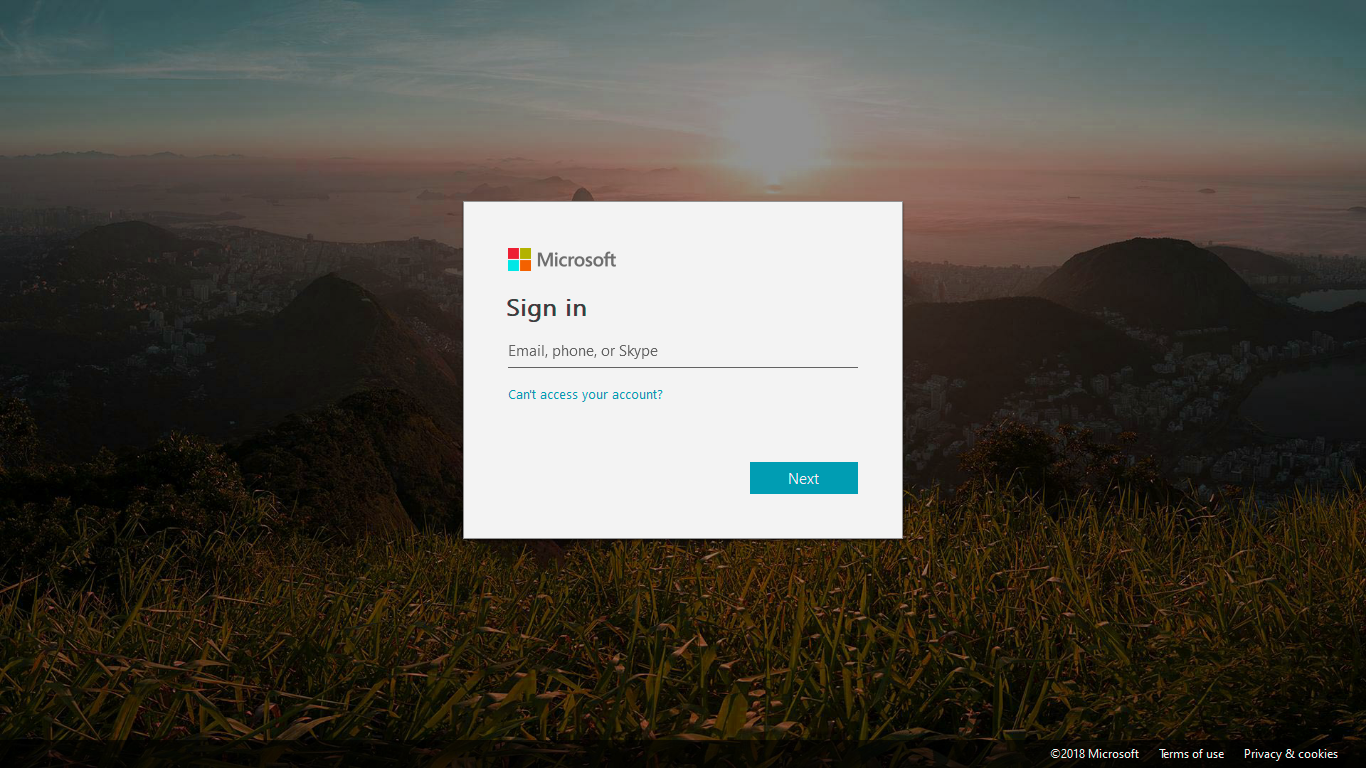 Microsoft
Sign in
Email, phone, or Skype
Can't access your account?
Next
©2018 Microsoft Terms of use Privacy & cookies